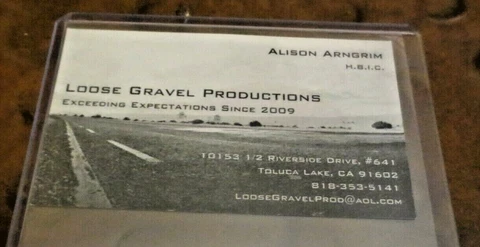 Alison Arngrim
H.B.I.C.
Loose Gravel Productions
Exceeding Expectations Since 2009
10153 1/2 Riverside Drive, #641
Toluca Lake, CA 91602
818-353-5141
LooseGravelProd@aol.com